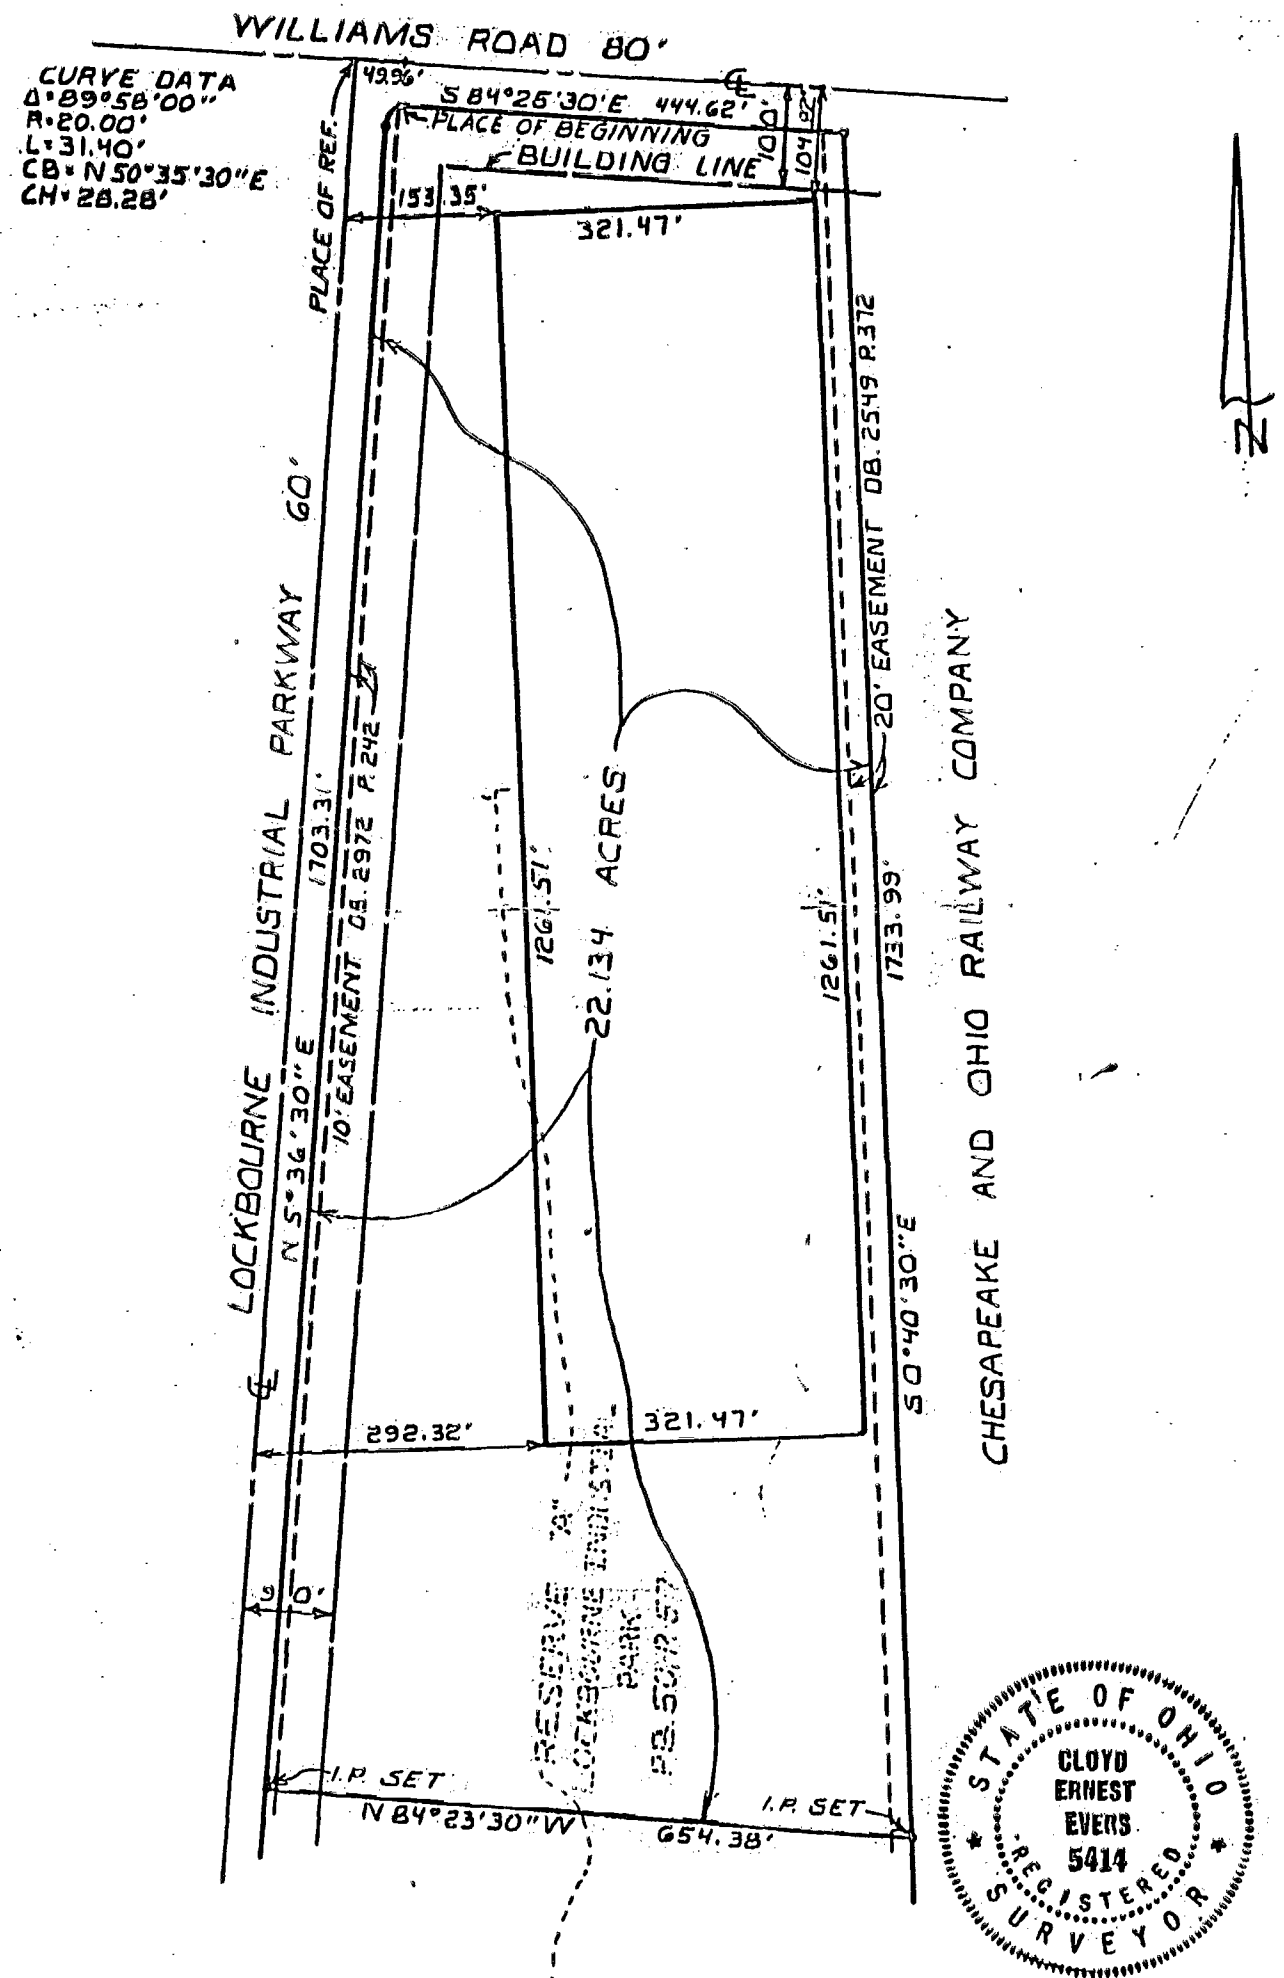 WILLIAMS ROAD 80'
CURVE DATA
Δ=89°58'00"
R=20.00'
L=31.40'
CB=N50°35'30"E
CH=28.28'
49.96'
℄
S 84°25'30"E 444.62'
PLACE OF BEGINNING
BUILDING LINE
100'
104.92'
PLACE OF REF.
153.35'
321.47'
20' EASEMENT DB. 2549 P. 372
LOCKBOURNE INDUSTRIAL PARKWAY 60'
1703.31'
N 5°36'30"E
10' EASEMENT DB. 2972 P. 242
1261.51'
22.134 ACRES
1261.51'
1733.99'
S 0°40'30"E
CHESAPEAKE AND OHIO RAILWAY COMPANY
N
℄
292.32'
321.47'
RESERVE "A"
LOCKBOURNE INDUSTRIAL
PARK
I.P. SET
N 84°23'30"W
654.38'
I.P. SET
STATE OF OHIO
CLOYD
ERNEST
EVERS
5414
REGISTERED
SURVEYOR